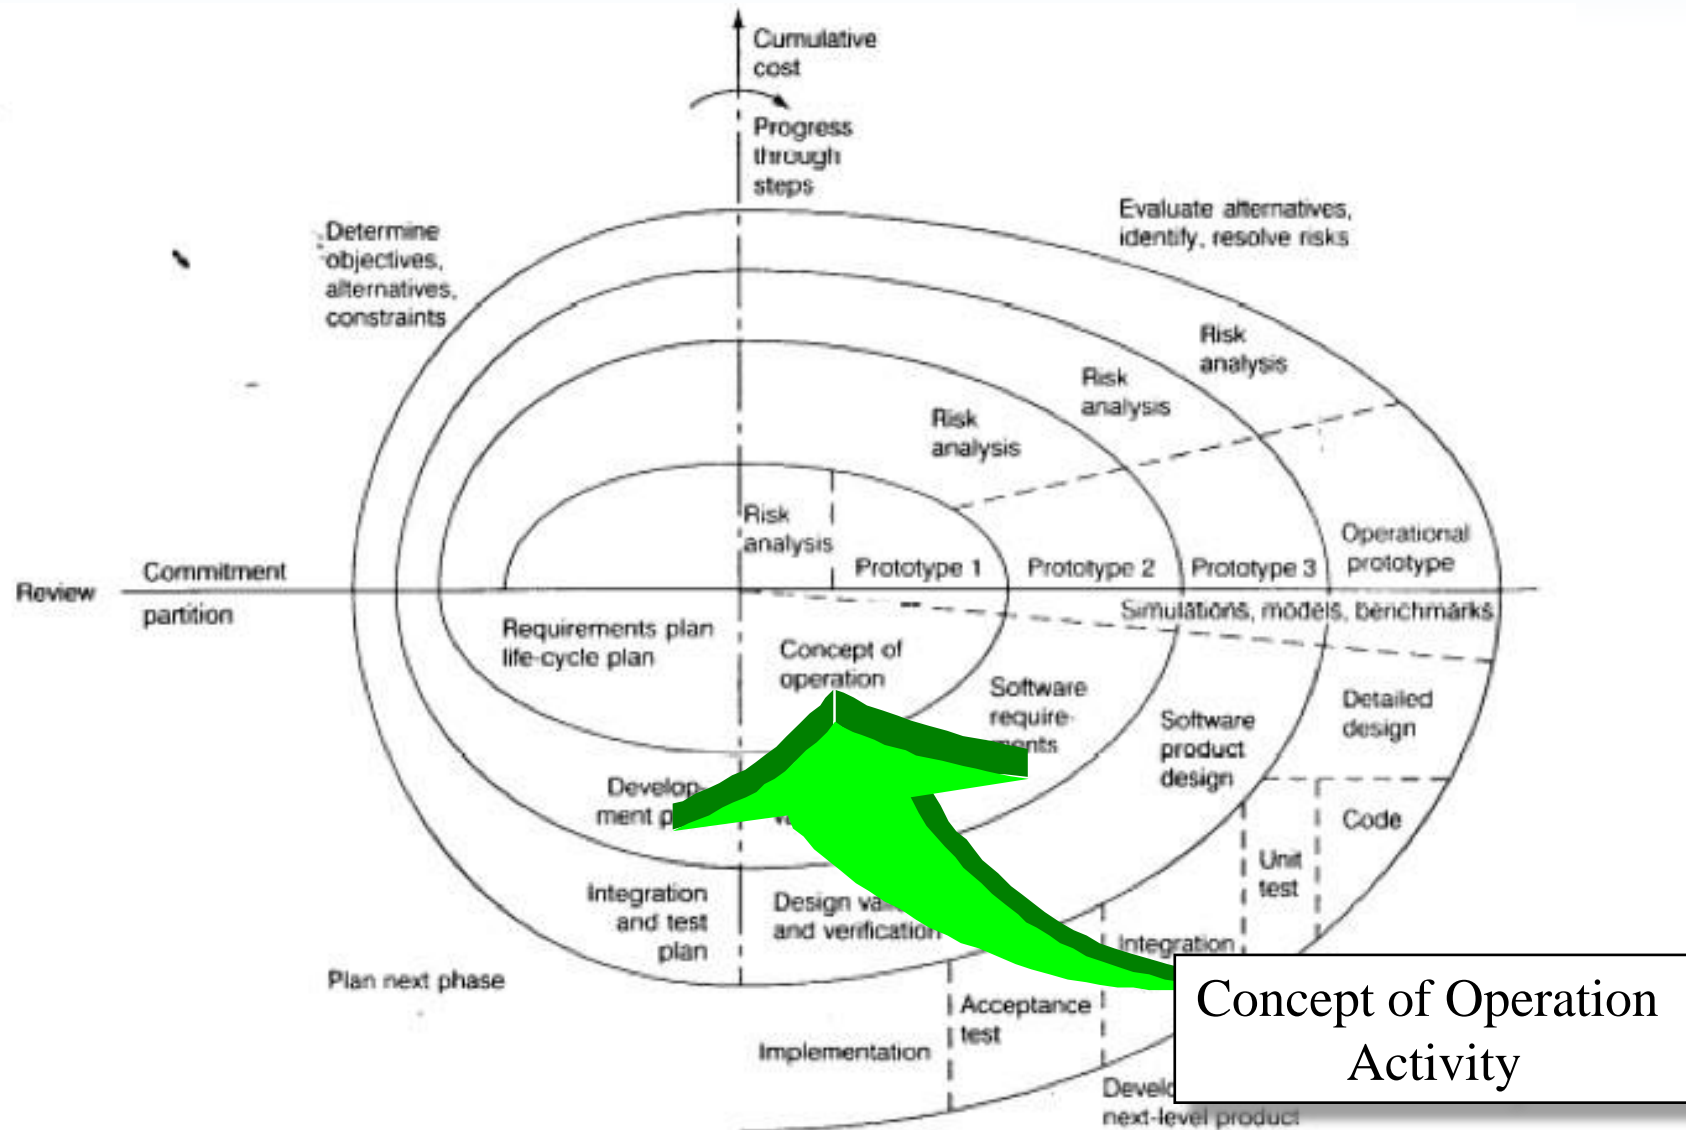 Cumulative
cost
Progress
through
steps
Determine
objectives,
alternatives,
constraints
Evaluate alternatives,
identify, resolve risks
Risk
analysis
Risk
analysis
Risk
analysis
Risk
analysis
Prototype 1
Prototype 2
Prototype 3
Operational
prototype
Review
Commitment
partition
Simulations, models, benchmarks
Requirements plan
life-cycle plan
Concept of
operation
Software
require-
Software
product
design
Detailed
design
Develop-
ment
Code
Unit
test
Integration
and test
plan
Design
and verification
Integration
Plan next phase
Acceptance
test
Implementation
Concept of Operation
Activity
next-level product